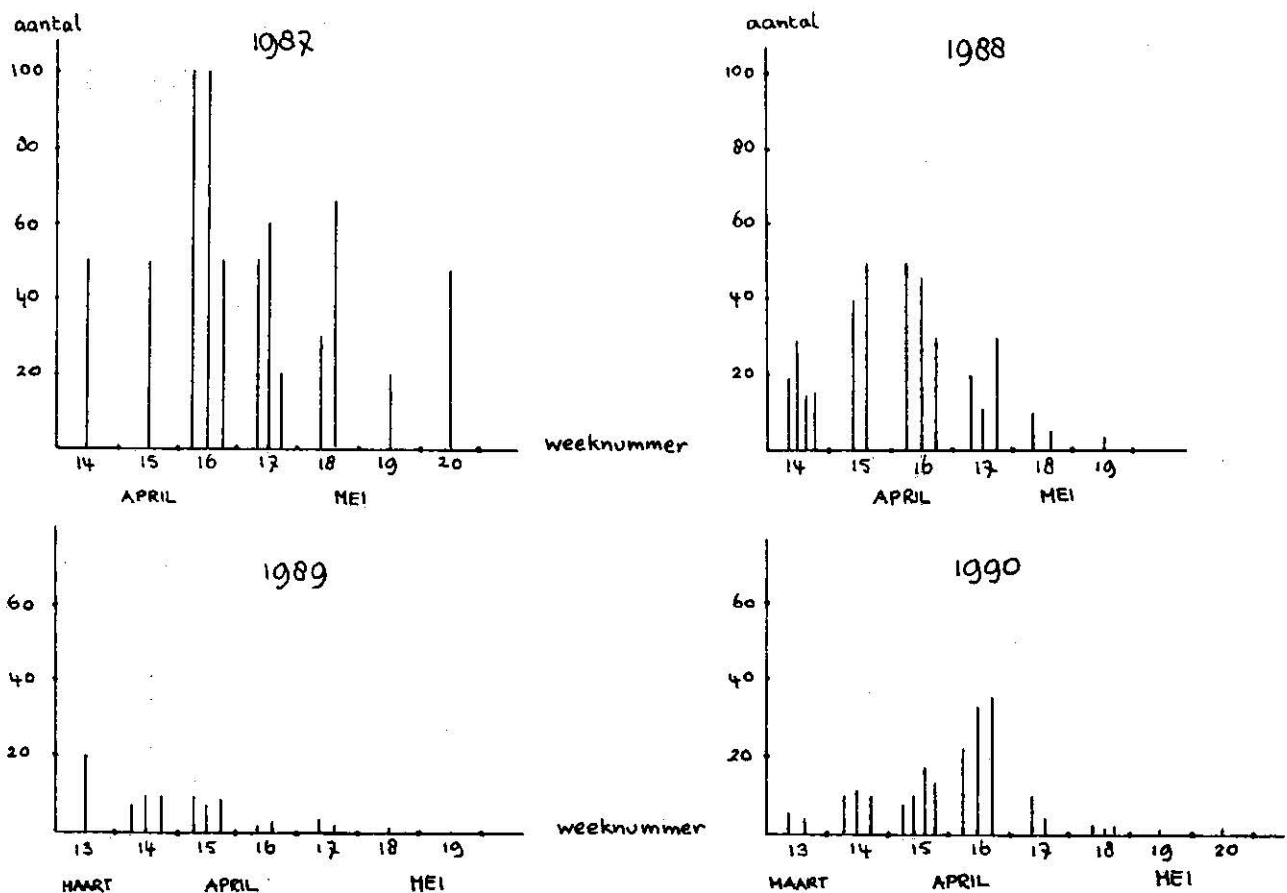 aantal
1987
100
80
60
40
20
14 15 16 17 18 19 20
weeknummer
APRIL MEI
aantal
1988
100
80
60
40
20
14 15 16 17 18 19
APRIL MEI
1989
60
40
20
13 14 15 16 17 18 19
weeknummer
MAART APRIL MEI
1990
60
40
20
13 14 15 16 17 18 19 20
MAART APRIL MEI